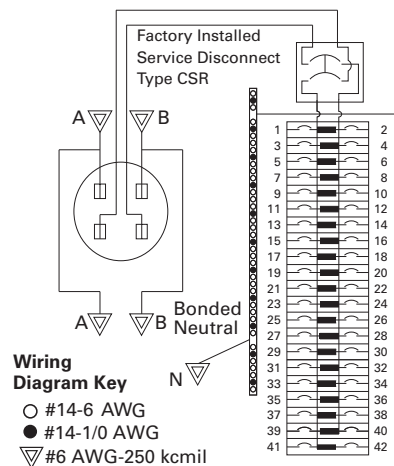 Factory Installed
Service Disconnect
Type CSR
A
B
1 2
3 4
5 6
7 8
9 10
11 12
13 14
15 16
17 18
19 20
21 22
23 24
25 26
27 28
29 30
31 32
33 34
35 36
37 38
39 40
41 42
A
B
Bonded
Neutral
N
Wiring
Diagram Key
#14-6 AWG
#14-1/0 AWG
#6 AWG-250 kcmil